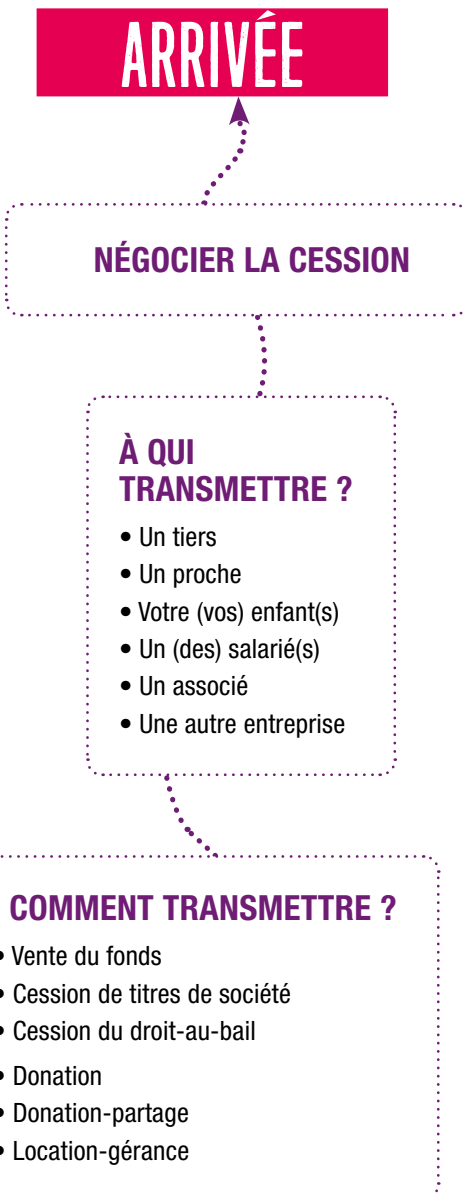 ARRIVÉE
NÉGOCIER LA CESSION
À QUI
TRANSMETTRE ?
• Un tiers
• Un proche
• Votre (vos) enfant(s)
• Un (des) salarié(s)
• Un associé
• Une autre entreprise
COMMENT TRANSMETTRE ?
• Vente du fonds
• Cession de titres de société
• Cession du droit-au-bail
• Donation
• Donation-partage
• Location-gérance